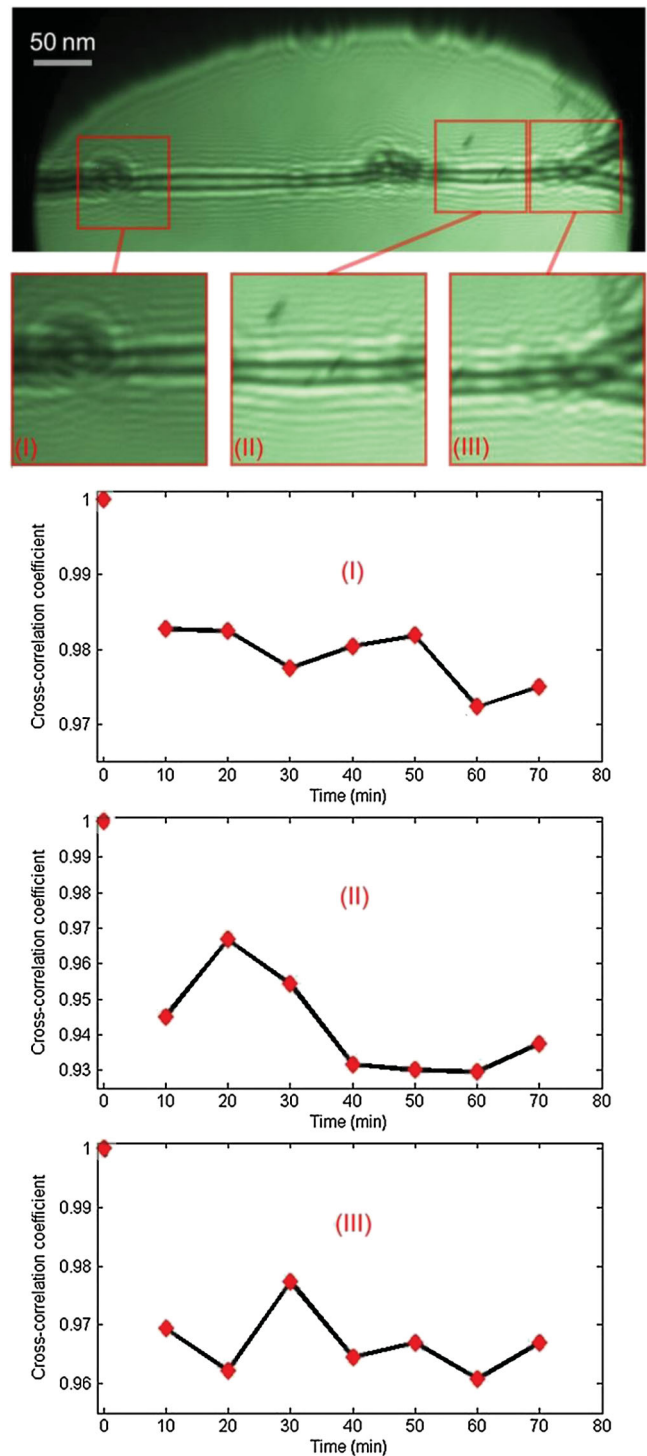 50 nm
(I)
(II)
(III)
Cross-correlation coefficient
1
0.99
0.98
0.97
(I)
0 10 20 30 40 50 60 70 80
Time (min)
Cross-correlation coefficient
1
0.99
0.98
0.97
0.96
0.95
0.94
0.93
(II)
0 10 20 30 40 50 60 70 80
Time (min)
Cross-correlation coefficient
1
0.99
0.98
0.97
0.96
(III)
0 10 20 30 40 50 60 70 80
Time (min)